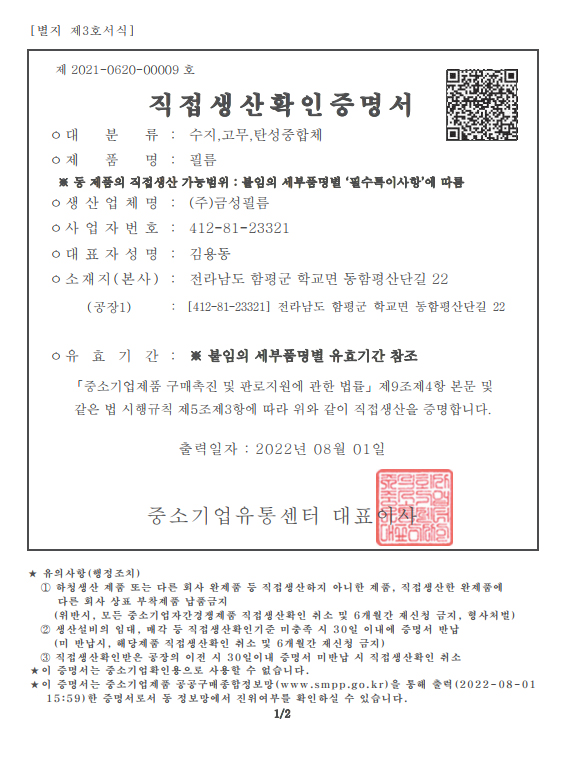 [별지 제3호서식]
제 2021-0620-00009 호
직접생산확인증명서
ㅇ대 분 류 : 수지,고무,탄성중합체
ㅇ제 품 명 : 필름
※ 동 제품의 직접생산 가능범위 : 붙임의 세부품명별 '필수특이사항'에 따름
ㅇ생 산 업 체 명 : (주)금성필름
ㅇ사 업 자 번 호 : 412-81-23321
ㅇ대 표 자 성 명 : 김용동
ㅇ소 재 지(본 사) : 전라남도 함평군 학교면 동함평산단길 22
(공장1) : [412-81-23321] 전라남도 함평군 학교면 동함평산단길 22
ㅇ유 효 기 간 : ※ 붙임의 세부품명별 유효기간 참조
「중소기업제품 구매촉진 및 판로지원에 관한 법률」제9조제4항 본문 및
같은 법 시행규칙 제5조제3항에 따라 위와 같이 직접생산을 증명합니다.
출력일자 : 2022년 08월 01일
중소기업유통센터 대표이사
★ 유의사항(행정조치)
① 하청생산 제품 또는 다른 회사 완제품 등 직접생산하지 아니한 제품, 직접생산한 완제품에
다른 회사 상표 부착제품 납품금지
(위반시, 모든 중소기업자간경쟁제품 직접생산확인 취소 및 6개월간 재신청 금지, 형사처벌)
② 생산설비의 임대, 매각 등 직접생산확인기준 미충족 시 30일 이내에 증명서 반납
(미 반납시, 해당제품 직접생산확인 취소 및 6개월간 재신청 금지)
③ 직접생산확인받은 공장의 이전 시 30일이내 증명서 미반납 시 직접생산확인 취소
★이 증명서는 중소기업확인용으로 사용할 수 없습니다.
★이 증명서는 중소기업제품 공공구매종합정보망(www.smpp.go.kr)을 통해 출력(2022-08-01
15:59)한 증명서로서 동 정보망에서 진위여부를 확인하실 수 있습니다.
1/2